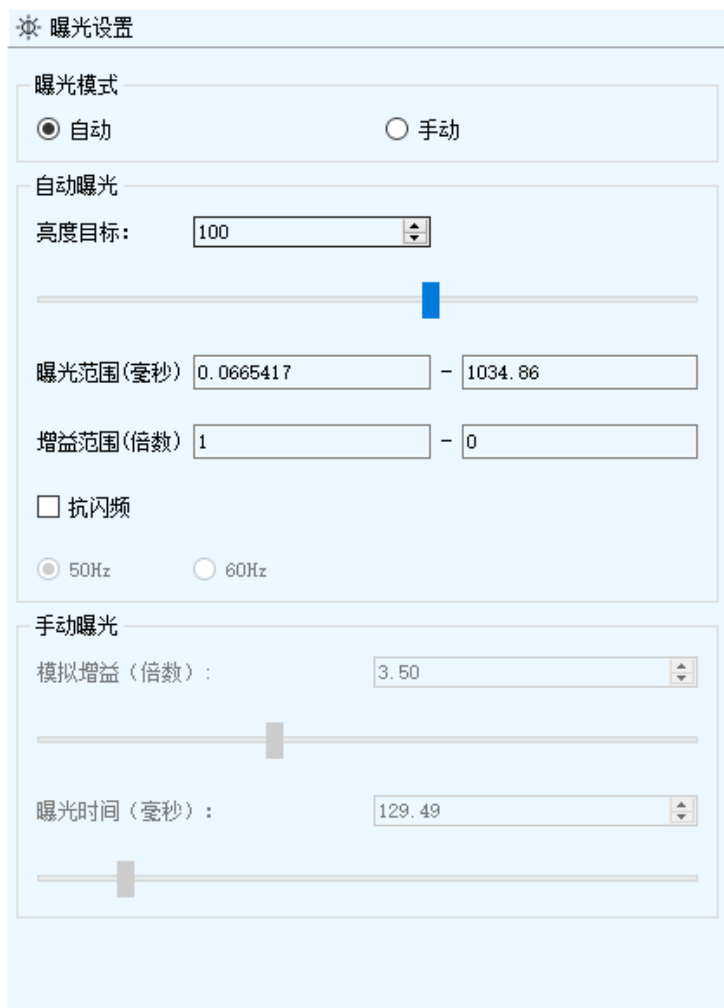 曝光设置
曝光模式
自动 手动
自动曝光
亮度目标: 100
曝光范围(毫秒) 0.0665417 - 1034.86
增益范围(倍数) 1 - 0
抗闪频
50Hz 60Hz
手动曝光
模拟增益（倍数）: 3.50
曝光时间（毫秒）: 129.49